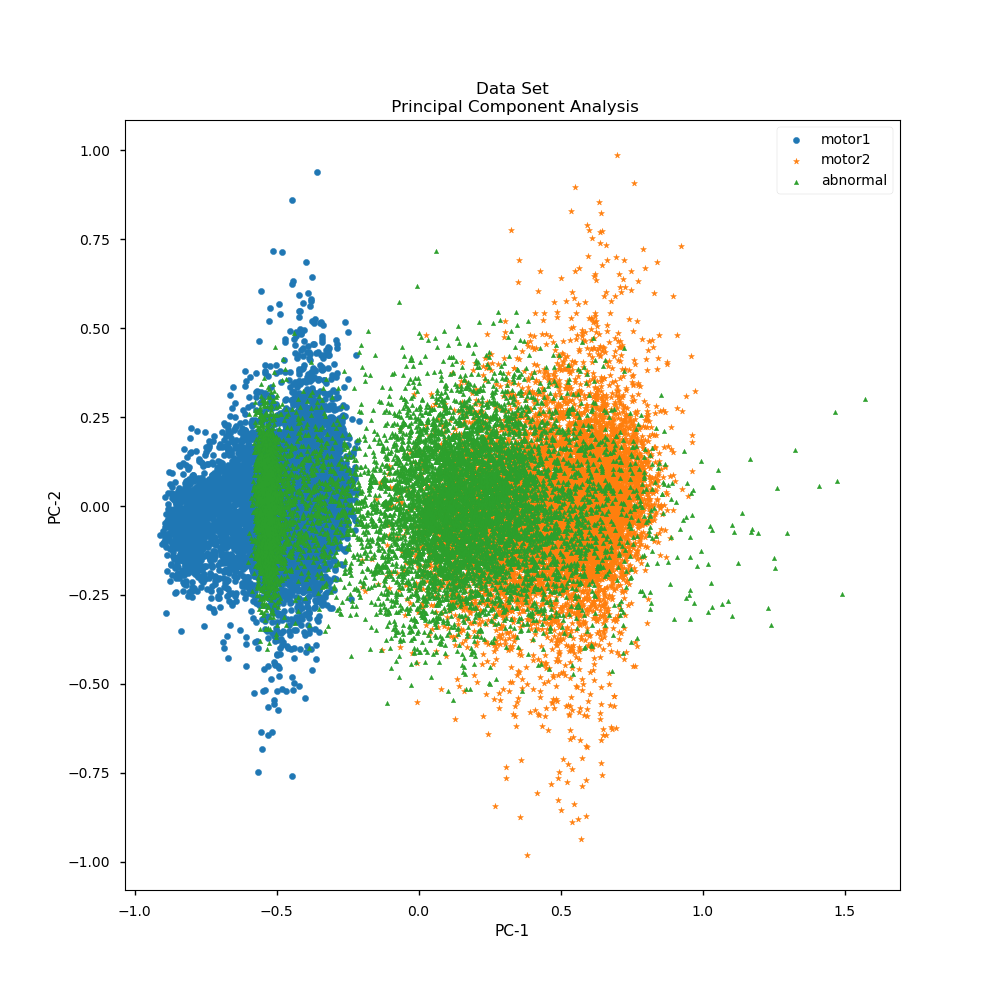 Data Set
Principal Component Analysis
motor1
motor2
abnormal
1.00
0.75
0.50
0.25
0.00
−0.25
−0.50
−0.75
−1.00
PC-2
−1.0 −0.5 0.0 0.5 1.0 1.5
PC-1